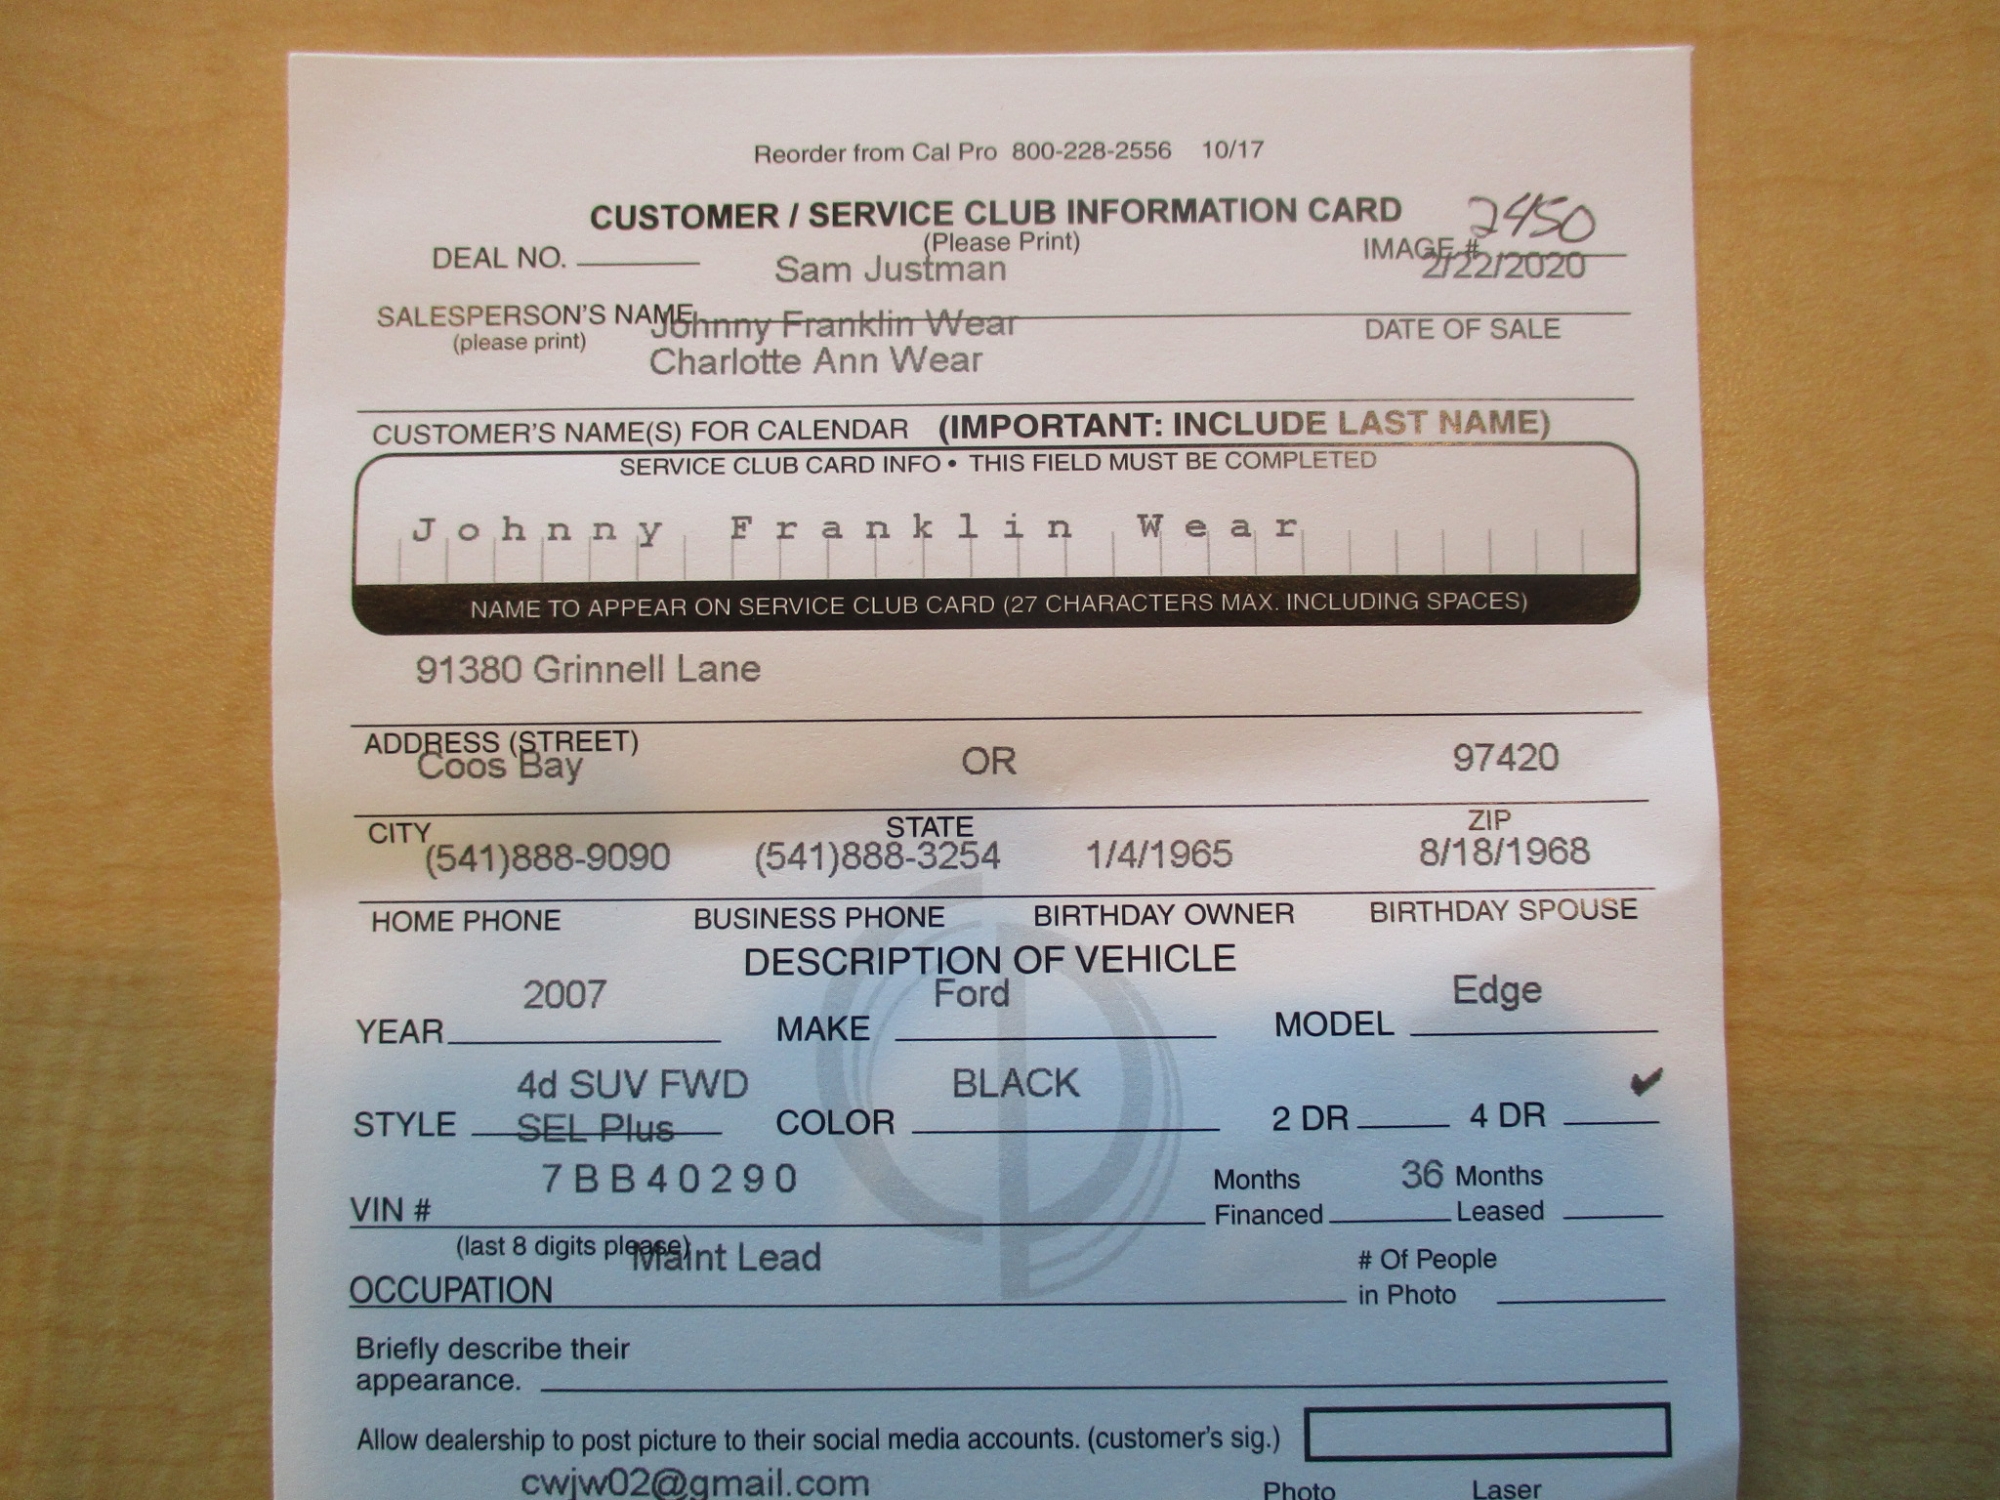 Reorder from Cal Pro 800-228-2556 10/17
CUSTOMER / SERVICE CLUB INFORMATION CARD
2450
(Please Print)
DEAL NO.
IMAGE #
Sam Justman
2/22/2020
SALESPERSON'S NAME
(please print)
DATE OF SALE
Johnny Franklin Wear
Charlotte Ann Wear
CUSTOMER'S NAME(S) FOR CALENDAR (IMPORTANT: INCLUDE LAST NAME)
SERVICE CLUB CARD INFO • THIS FIELD MUST BE COMPLETED
Johnny Franklin Wear
NAME TO APPEAR ON SERVICE CLUB CARD (27 CHARACTERS MAX. INCLUDING SPACES)
91380 Grinnell Lane
ADDRESS (STREET)
Coos Bay OR 97420
CITY STATE ZIP
(541)888-9090 (541)888-3254 1/4/1965 8/18/1968
HOME PHONE BUSINESS PHONE BIRTHDAY OWNER BIRTHDAY SPOUSE
DESCRIPTION OF VEHICLE
2007 Ford Edge
YEAR MAKE MODEL
4d SUV FWD BLACK ✔
STYLE SEL Plus COLOR 2 DR 4 DR
7BB40290
Months 36 Months
VIN # Financed Leased
(last 8 digits please)
Maint Lead
# Of People
OCCUPATION
in Photo
Briefly describe their
appearance.
Allow dealership to post picture to their social media accounts. (customer's sig.)
cwjw02@gmail.com
Photo Laser